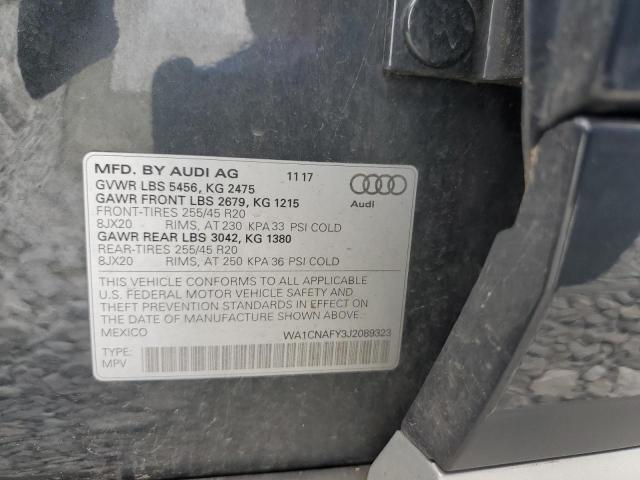 MFD. BY AUDI AG 11 17
GVWR LBS 5456, KG 2475
GAWR FRONT LBS 2679, KG 1215
FRONT-TIRES 255/45 R20
8JX20 RIMS, AT 230 KPA 33 PSI COLD
GAWR REAR LBS 3042, KG 1380
REAR-TIRES 255/45 R20
8JX20 RIMS, AT 250 KPA 36 PSI COLD
Audi
THIS VEHICLE CONFORMS TO ALL APPLICABLE
U.S. FEDERAL MOTOR VEHICLE SAFETY AND
THEFT PREVENTION STANDARDS IN EFFECT ON
THE DATE OF MANUFACTURE SHOWN ABOVE.
MEXICO WA1CNAFY3J2089323
TYPE:
MPV